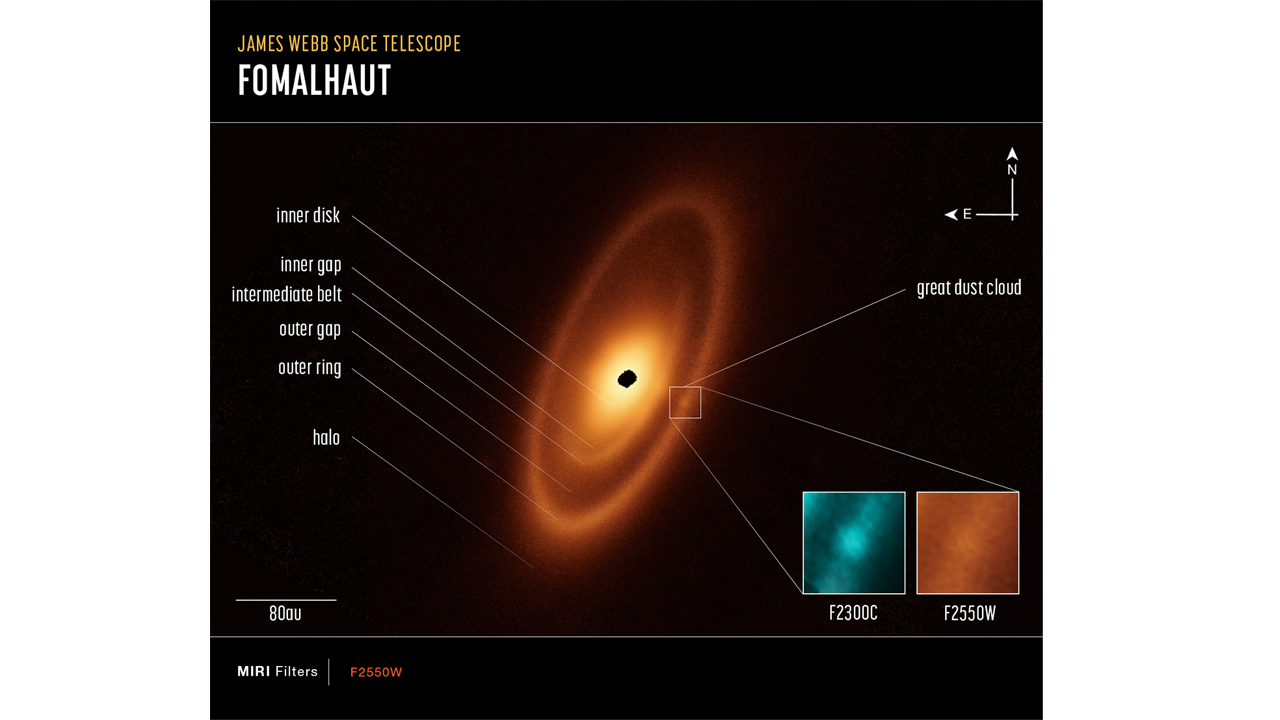 JAMES WEBB SPACE TELESCOPE
FOMALHAUT
N
E
inner disk
inner gap
intermediate belt
outer gap
outer ring
halo
great dust cloud
80au
F2300C
F2550W
MIRI Filters
F2550W